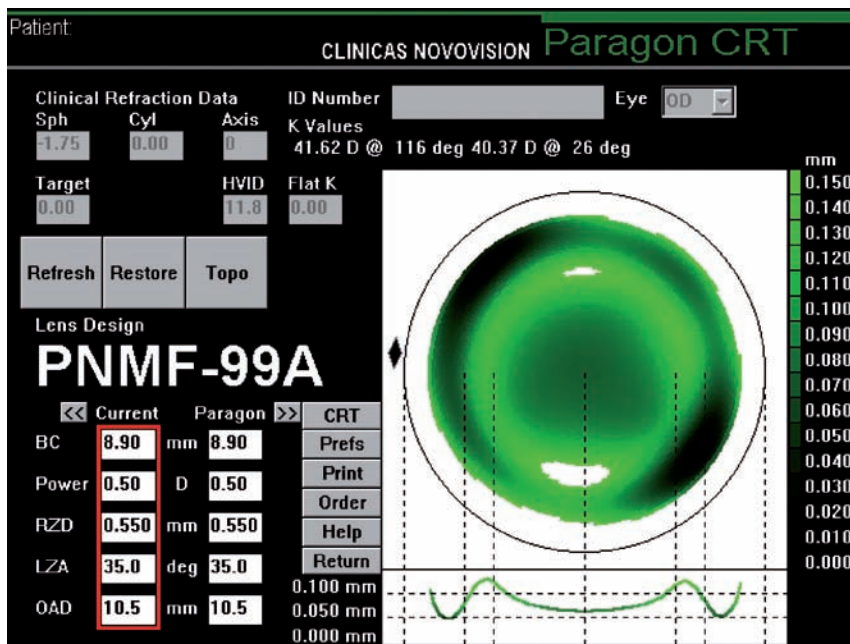 Patient:
CLINICAS NOVOVISION Paragon CRT
Clinical Refraction Data ID Number Eye OD
Sph Cyl Axis K Values
-1.75 0.00 0 41.62 D @ 116 deg 40.37 D @ 26 deg
mm
Target HVID Flat K
0.00 11.8 0.00
Refresh Restore Topo
Lens Design
PNMF-99A
<< Current Paragon >> CRT
BC 8.90 mm 8.90 Prefs
Print
Power 0.50 D 0.50
Order
RZD 0.550 mm 0.550 Help
LZA 35.0 deg 35.0 Return
OAD 10.5 mm 10.5
0.150
0.140
0.130
0.120
0.110
0.100
0.090
0.080
0.070
0.060
0.050
0.040
0.030
0.020
0.010
0.000
0.100 mm
0.050 mm
0.000 mm